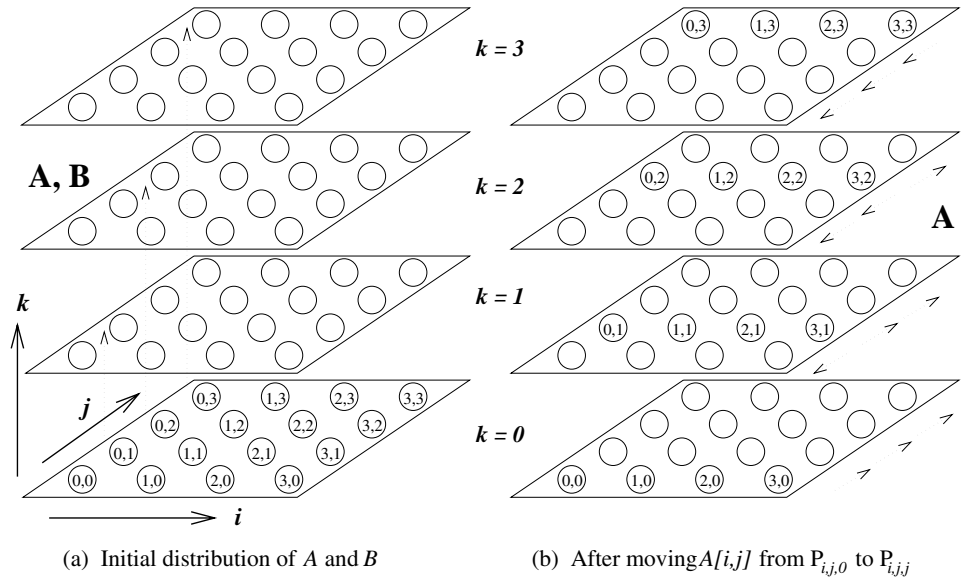 0,3 1,3 2,3 3,3
k = 3
A, B
k = 2
0,2 1,2 2,2 3,2
A
k = 1
0,1 1,1 2,1 3,1
k
j
0,3 1,3 2,3 3,3
0,2 1,2 2,2 3,2
0,1 1,1 2,1 3,1
0,0 1,0 2,0 3,0
i
k = 0
0,0 1,0 2,0 3,0
(a) Initial distribution of A and B
(b) After moving A[i,j] from P_{i,j,0} to P_{i,j,j}